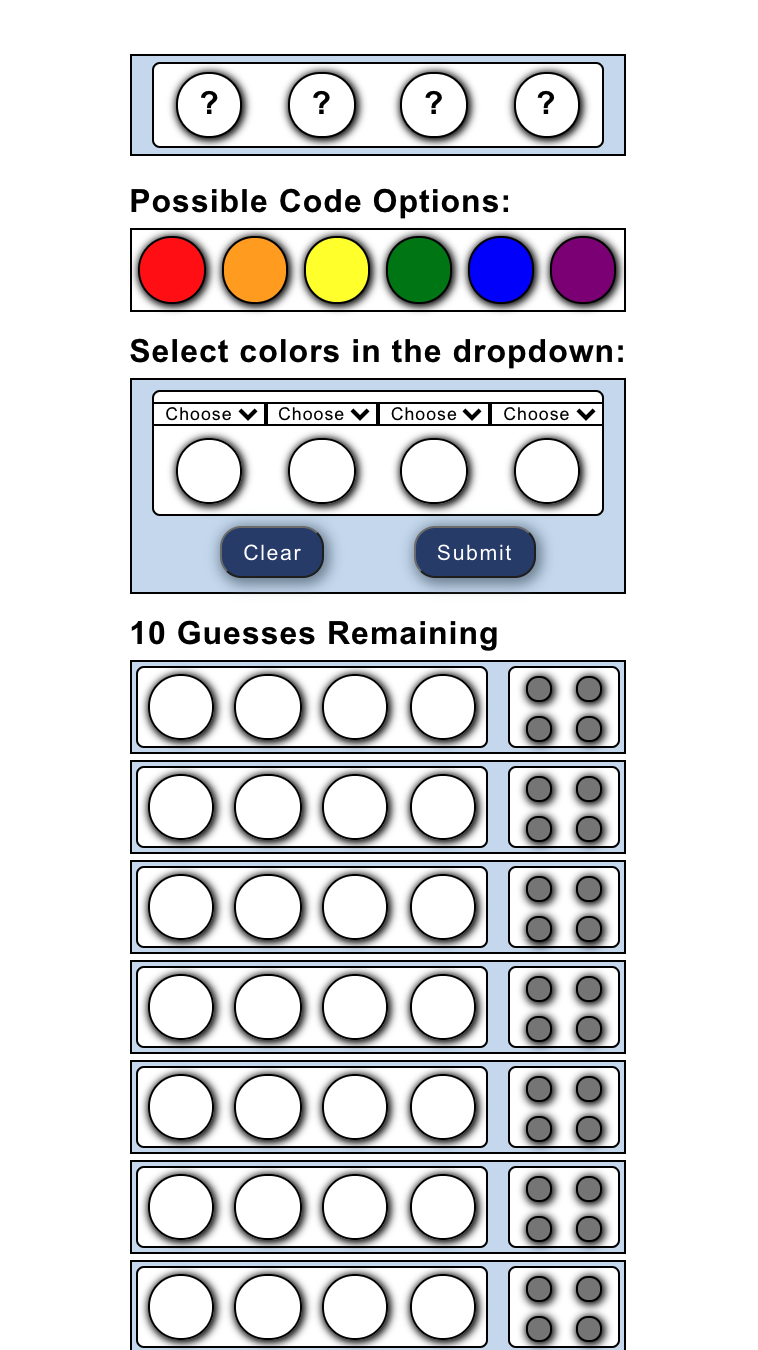 ? ? ? ?
Possible Code Options:
Select colors in the dropdown:
Choose Choose Choose Choose
Clear Submit
10 Guesses Remaining